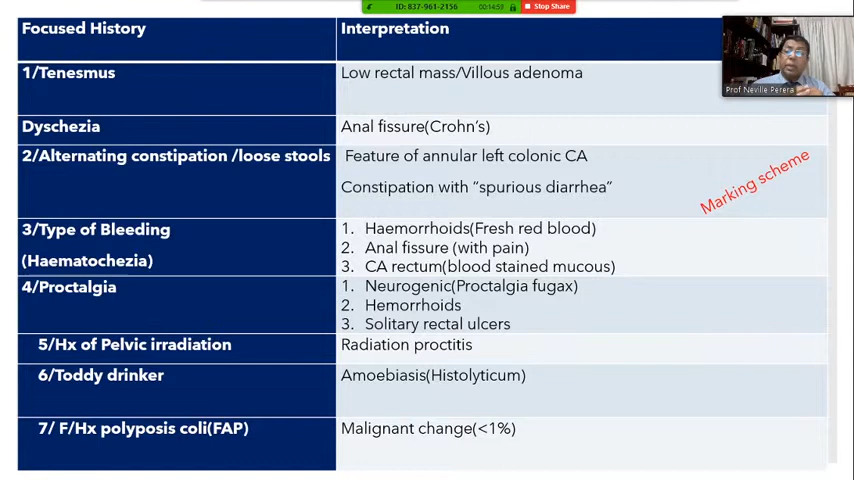 ID: 837-961-2156 00:14:59 Stop Share
Focused History Interpretation
1/Tenesmus Low rectal mass/Villous adenoma
Dyschezia Anal fissure(Crohn's)
2/Alternating constipation /loose stools Feature of annular left colonic CA
Constipation with "spurious diarrhea"
3/Type of Bleeding
(Haematochezia)
1. Haemorrhoids(Fresh red blood)
2. Anal fissure (with pain)
3. CA rectum(blood stained mucous)
4/Proctalgia
1. Neurogenic(Proctalgia fugax)
2. Hemorrhoids
3. Solitary rectal ulcers
5/Hx of Pelvic irradiation Radiation proctitis
6/Toddy drinker Amoebiasis(Histolyticum)
7/ F/Hx polyposis coli(FAP) Malignant change(<1%)
Marking scheme
Prof Neville Perera